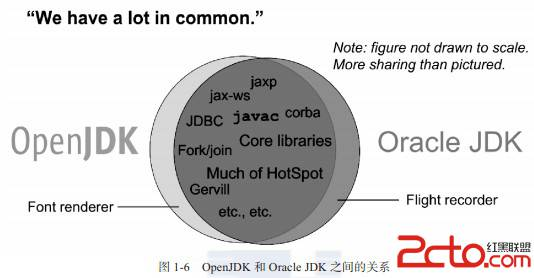 “We have a lot in common.”
Note: figure not drawn to scale.
More sharing than pictured.
jaxp
jax-ws
corba
JDBC
javac
OpenJDK
Core libraries
Oracle JDK
Fork/join
Much of HotSpot
Gervill
Font renderer
Flight recorder
etc., etc.
2cto.com
红黑联盟
图 1-6 OpenJDK 和 Oracle JDK 之间的关系